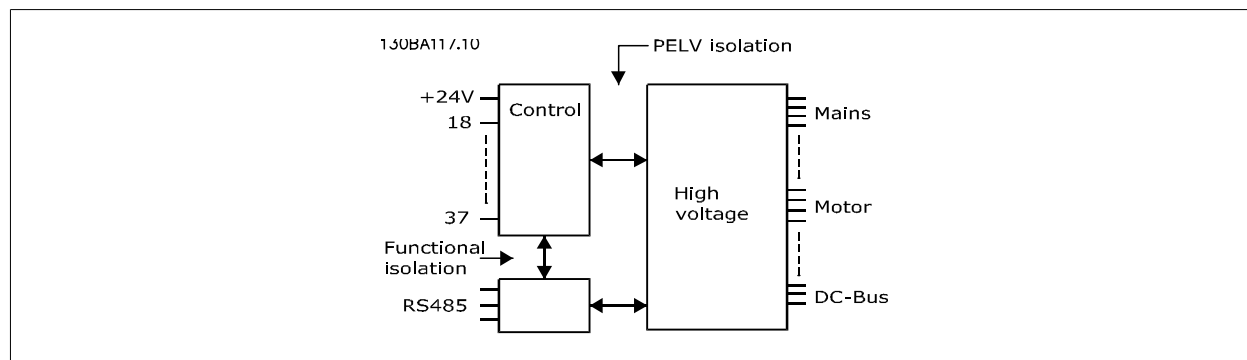 130BA117.10
PELV isolation
+24V
Control
18
37
Mains
High
voltage
Motor
Functional
isolation
RS485
DC-Bus